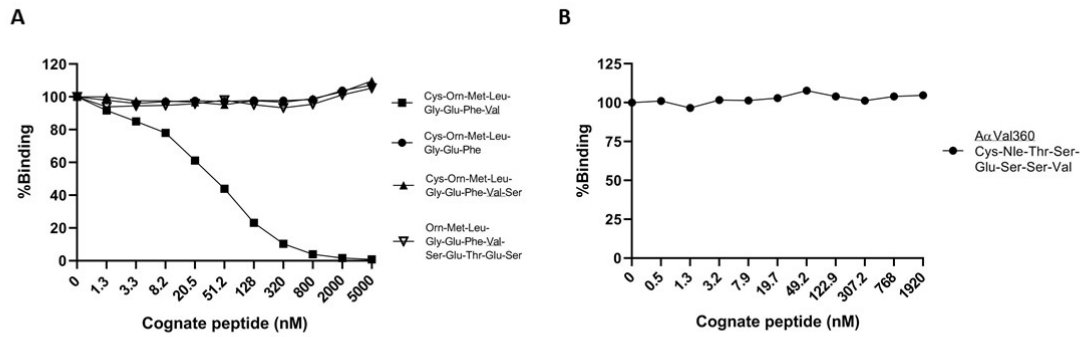 A
120
100
80
60
40
20
0
%Binding
0 1.3 3.3 8.2 20.5 51.2 128 320 800 2000 5000
Cognate peptide (nM)
Cys-Orn-Met-Leu-
Gly-Glu-Phe-Val
Cys-Orn-Met-Leu-
Gly-Glu-Phe
Cys-Orn-Met-Leu-
Gly-Glu-Phe-Val-Ser
Orn-Met-Leu-
Gly-Glu-Phe-Val-
Ser-Glu-Thr-Glu-Ser
B
125
100
75
50
25
0
%Binding
0 0.5 1.3 3.2 7.9 19.7 49.2 122.9 307.2 768 1920
Cognate peptide (nM)
AαVal360
Cys-Nle-Thr-Ser-
Glu-Ser-Ser-Val